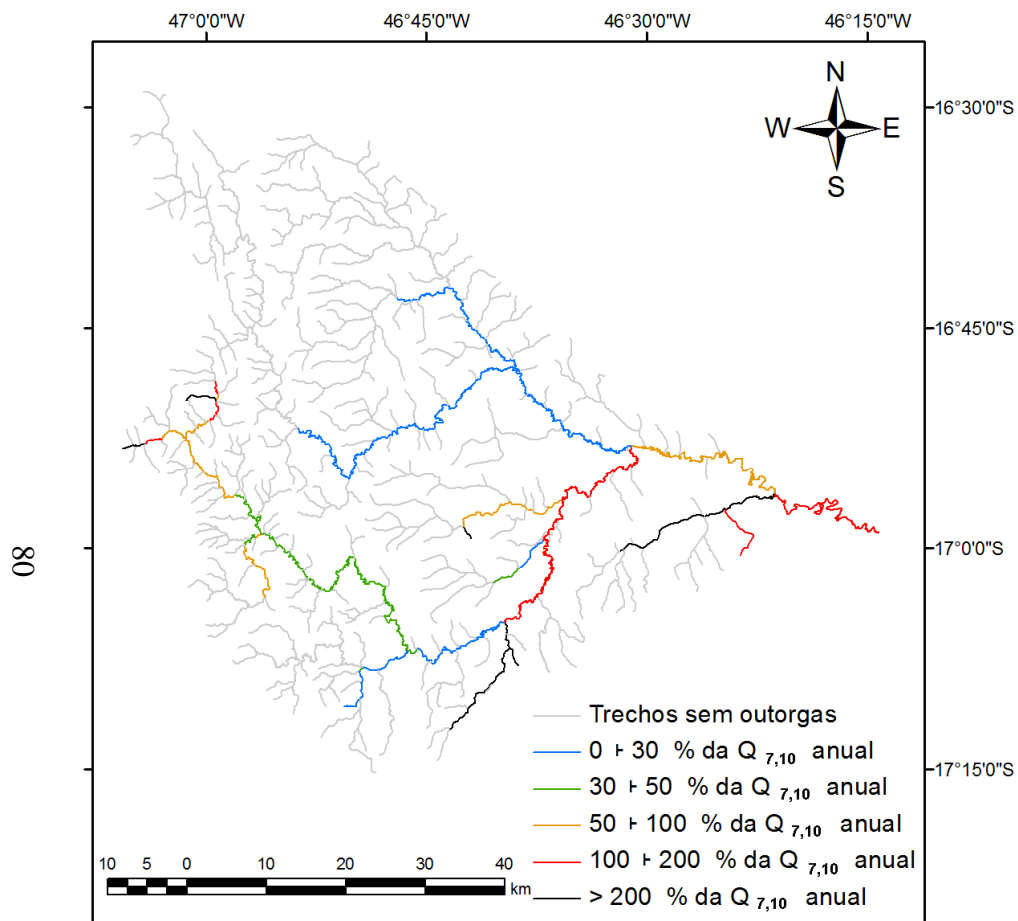 47°0'0"W 46°45'0"W 46°30'0"W 46°15'0"W
N
W E
S
16°30'0"S
16°45'0"S
17°0'0"S
17°15'0"S
80
Trechos sem outorgas
0 ⊦ 30 % da Q 7,10 anual
30 ⊦ 50 % da Q 7,10 anual
50 ⊦ 100 % da Q 7,10 anual
100 ⊦ 200 % da Q 7,10 anual
> 200 % da Q 7,10 anual
10 5 0 10 20 30 40
km